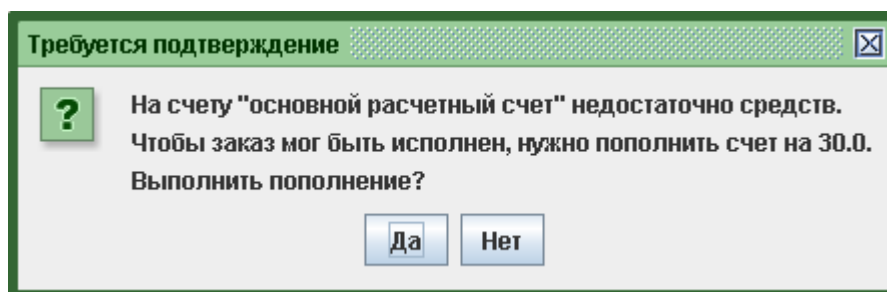 Требуется подтверждение
?
На счету "основной расчетный счет" недостаточно средств.
Чтобы заказ мог быть исполнен, нужно пополнить счет на 30.0.
Выполнить пополнение?
Да Нет